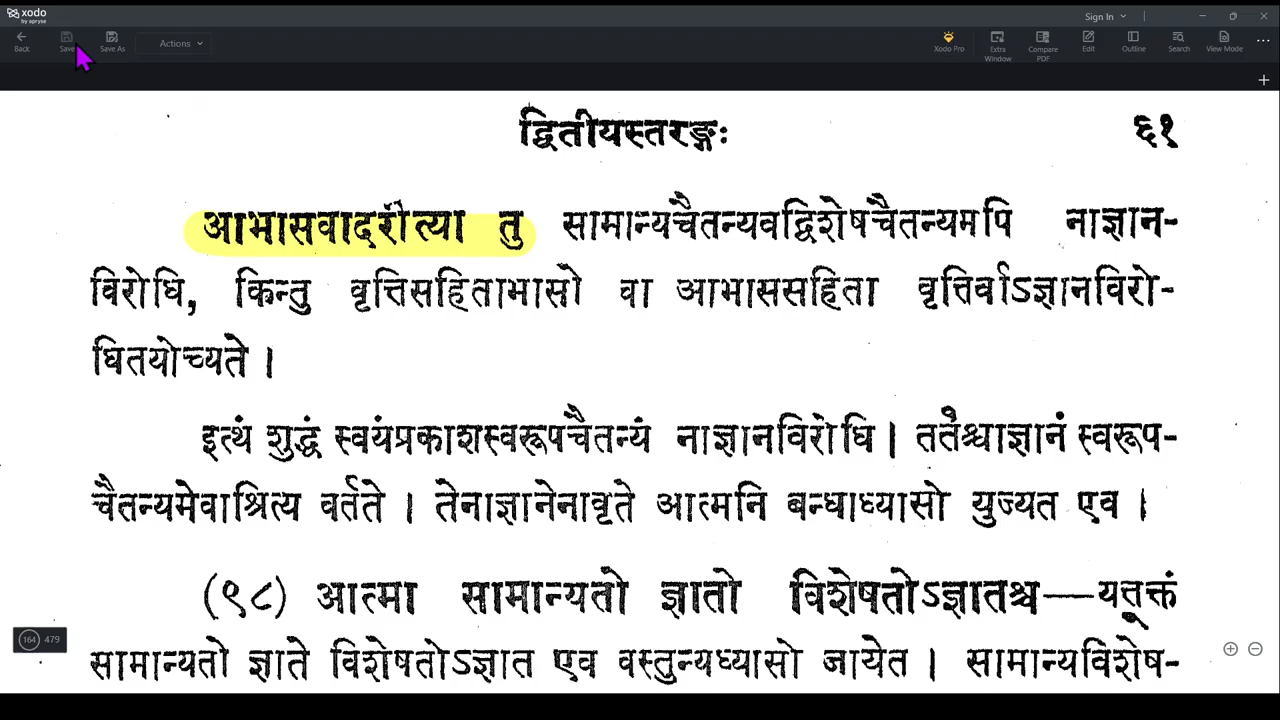 xodo
by apryse
Sign In
Back
Save
Save As
Actions
Xodo Pro
Extra Window
Compare PDF
Edit
Outline
Search
View Mode
द्वितीयस्तरङ्गः ६१
आभासवादरीत्या तु सामान्यचैतन्यवद्विशेषचैतन्यमपि नाज्ञान-
विरोधि, किन्तु वृत्तिसहिताभासो वा आभाससहिता वृत्तिर्वाऽज्ञानविरो-
धितयोच्यते ।
इत्थं शुद्धं स्वयंप्रकाशस्वरूपचैतन्यं नाज्ञानविरोधि । ततश्चाज्ञानं स्वरूप-
चैतन्यमेवाश्रित्य वर्तते । तेनाज्ञानेनावृते आत्मनि बन्धाध्यासो युज्यत एव ।
(९८) आत्मा सामान्यतो ज्ञातो विशेषतोऽज्ञातश्च—यत्तूक्तं
सामान्यतो ज्ञाते विशेषतोऽज्ञात एव वस्तुन्यध्यासो जायेत । सामान्यविशेष-
164 479